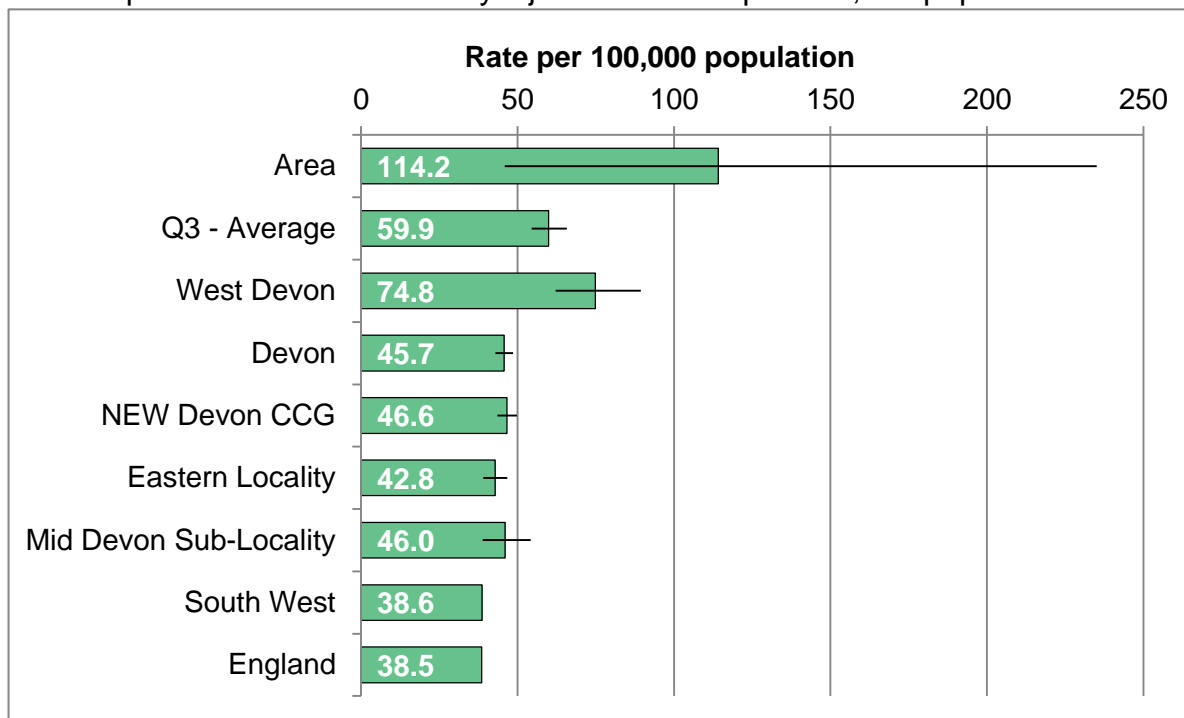 Rate per 100,000 population
0 50 100 150 200 250
Area 114.2
Q3 - Average 59.9
West Devon 74.8
Devon 45.7
NEW Devon CCG 46.6
Eastern Locality 42.8
Mid Devon Sub-Locality 46.0
South West 38.6
England 38.5